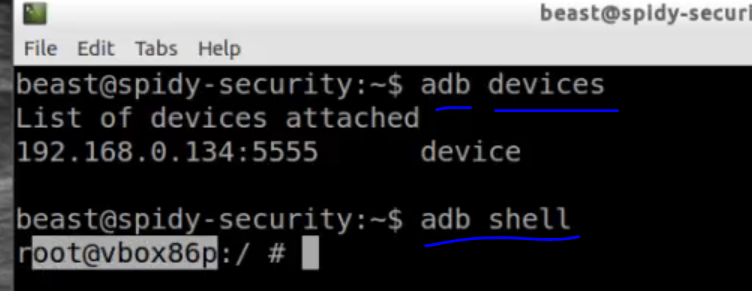 beast@spidy-securi
File Edit Tabs Help
beast@spidy-security:~$ adb devices
List of devices attached
192.168.0.134:5555 device
beast@spidy-security:~$ adb shell
root@vbox86p:/ #